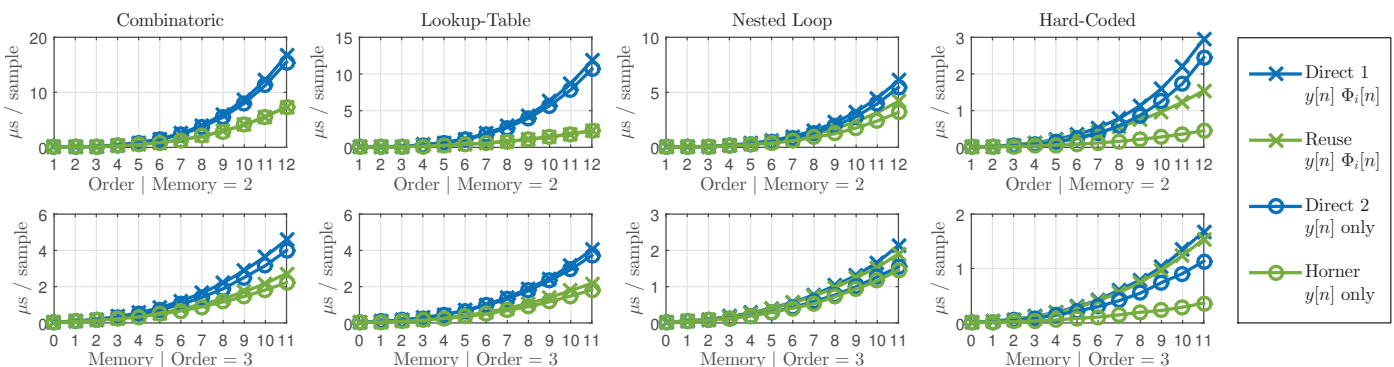 Combinatoric
Lookup-Table
Nested Loop
Hard-Coded
μs / sample
20
10
0
1 2 3 4 5 6 7 8 9 10 11 12
Order | Memory = 2
μs / sample
15
10
5
0
1 2 3 4 5 6 7 8 9 10 11 12
Order | Memory = 2
μs / sample
10
5
0
1 2 3 4 5 6 7 8 9 10 11 12
Order | Memory = 2
μs / sample
3
2
1
0
1 2 3 4 5 6 7 8 9 10 11 12
Order | Memory = 2
μs / sample
6
4
2
0
0 1 2 3 4 5 6 7 8 9 10 11
Memory | Order = 3
μs / sample
6
4
2
0
0 1 2 3 4 5 6 7 8 9 10 11
Memory | Order = 3
μs / sample
3
2
1
0
0 1 2 3 4 5 6 7 8 9 10 11
Memory | Order = 3
μs / sample
2
1
0
0 1 2 3 4 5 6 7 8 9 10 11
Memory | Order = 3
Direct 1
y[n] Φᵢ[n]
Reuse
y[n] Φᵢ[n]
Direct 2
y[n] only
Horner
y[n] only